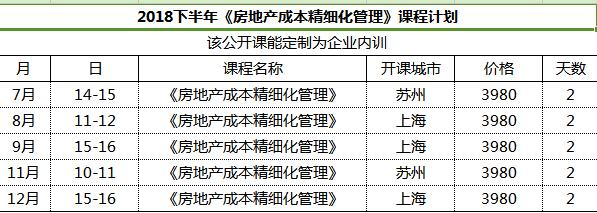 2018下半年《房地产成本精细化管理》课程计划
该公开课能定制为企业内训
月 日 课程名称 开课城市 价格 天数
7月 14-15 《房地产成本精细化管理》 苏州 3980 2
8月 11-12 《房地产成本精细化管理》 上海 3980 2
9月 15-16 《房地产成本精细化管理》 上海 3980 2
11月 10-11 《房地产成本精细化管理》 苏州 3980 2
12月 15-16 《房地产成本精细化管理》 上海 3980 2